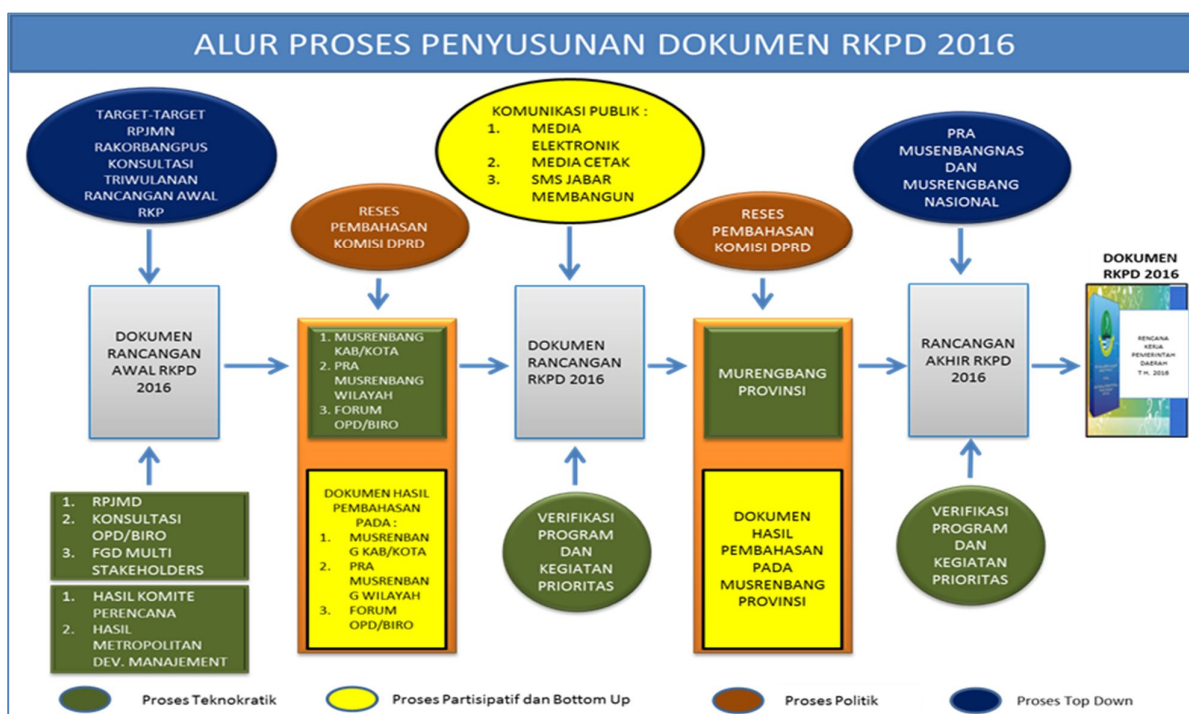 ALUR PROSES PENYUSUNAN DOKUMEN RKPD 2016
TARGET-TARGET
RPJMN
RAKORBANGPUS
KONSULTASI
TRIWULANAN
RANCANGAN AWAL
RKP
RESES
PEMBAHASAN
KOMISI DPRD
KOMUNIKASI PUBLIK :
1. MEDIA
ELEKTRONIK
2. MEDIA CETAK
3. SMS JABAR
MEMBANGUN
RESES
PEMBAHASAN
KOMISI DPRD
PRA
MUSENBANGNAS
DAN
MUSRENGBANG
NASIONAL
DOKUMEN
RANCANGAN
AWAL RKPD
2016
1. MUSRENBANG
KAB/KOTA
2. PRA
MUSRENBANG
WILAYAH
3. FORUM
OPD/BIRO
DOKUMEN
RANCANGAN
RKPD 2016
MURENGBANG
PROVINSI
RANCANGAN
AKHIR RKPD
2016
DOKUMEN
RKPD 2016
RENCANA
KERJA
PEMERINTAH
DAERAH
T H. 2016
1. RPJMD
2. KONSULTASI
OPD/BIRO
3. FGD MULTI
STAKEHOLDERS
1. HASIL KOMITE
PERENCANA
2. HASIL
METROPOLITAN
DEV. MANAJEMENT
DOKUMEN HASIL
PEMBAHASAN
PADA :
1. MUSRENBAN
G KAB/KOTA
2. PRA
MUSRENBAN
G WILAYAH
3. FORUM
OPD/BIRO
VERIFIKASI
PROGRAM
DAN
KEGIATAN
PRIORITAS
DOKUMEN
HASIL
PEMBAHASAN
PADA
MUSRENBANG
PROVINSI
VERIFIKASI
PROGRAM
DAN
KEGIATAN
PRIORITAS
Proses Teknokratik
Proses Partisipatif dan Bottom Up
Proses Politik
Proses Top Down